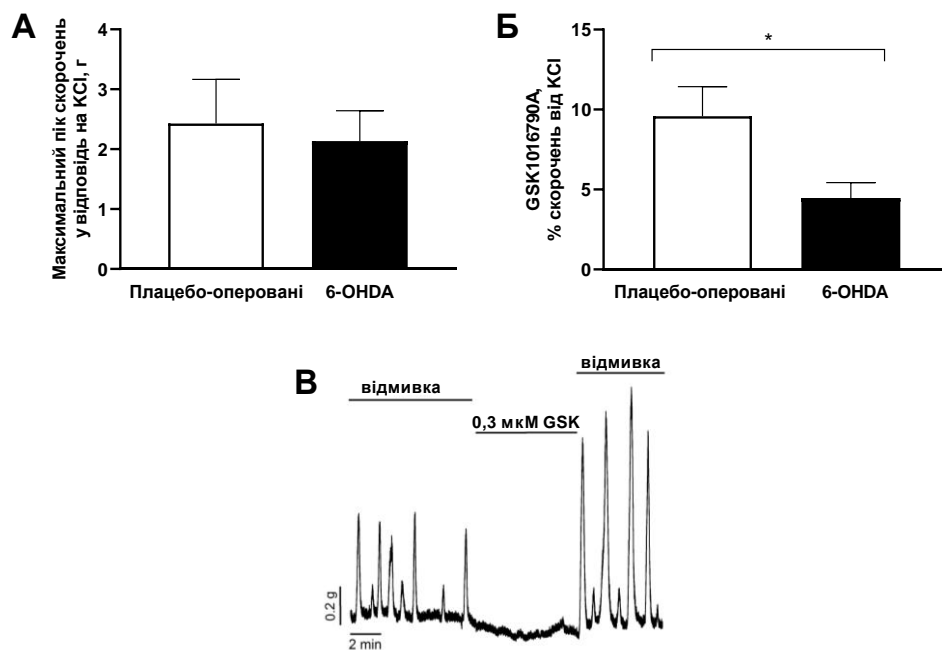 А
Максимальний пік скорочень
у відповідь на KCl, г
4
3
2
1
0
Плацебо-оперовані
6-OHDA
Б
GSK1016790A,
% скорочень від KCl
15
10
5
0
*
Плацебо-оперовані
6-OHDA
В
відмивка
0,3 мкМ GSK
відмивка
0.2 g
2 min